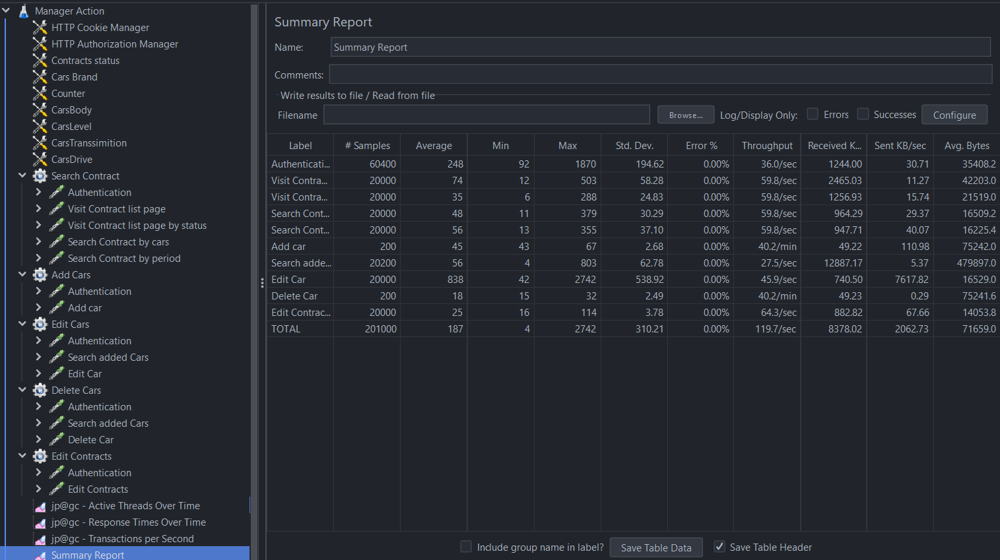 Manager Action
HTTP Cookie Manager
HTTP Authorization Manager
Contracts status
Cars Brand
Counter
CarsBody
CarsLevel
CarsTranssimition
CarsDrive
Search Contract
Authentication
Visit Contract list page
Visit Contract list page by status
Search Contract by cars
Search Contract by period
Add Cars
Authentication
Add car
Edit Cars
Authentication
Search added Cars
Edit Car
Delete Cars
Authentication
Search added Cars
Delete Car
Edit Contracts
Authentication
Edit Contracts
jp@gc - Active Threads Over Time
jp@gc - Response Times Over Time
jp@gc - Transactions per Second
Summary Report
Summary Report
Name: Summary Report
Comments:
Write results to file / Read from file
Filename Browse... Log/Display Only: Errors Successes Configure
Label # Samples Average Min Max Std. Dev. Error % Throughput Received K... Sent KB/sec Avg. Bytes
Authenticati... 60400 248 92 1870 194.62 0.00% 36.0/sec 1244.00 30.71 35408.2
Visit Contra... 20000 74 12 503 58.28 0.00% 59.8/sec 2465.03 11.27 42203.0
Visit Contra... 20000 35 6 288 24.83 0.00% 59.8/sec 1256.93 15.74 21519.0
Search Cont... 20000 48 11 379 30.29 0.00% 59.8/sec 964.29 29.37 16509.2
Search Cont... 20000 56 13 355 37.10 0.00% 59.8/sec 947.71 40.07 16225.4
Add car 200 45 43 67 2.68 0.00% 40.2/min 49.22 110.98 75242.0
Search adde... 20200 56 4 803 62.78 0.00% 27.5/sec 12887.17 5.37 479897.0
Edit Car 20000 838 42 2742 538.92 0.00% 45.9/sec 740.50 7617.82 16529.0
Delete Car 200 18 15 32 2.49 0.00% 40.2/min 49.23 0.29 75241.6
Edit Contrac... 20000 25 16 114 3.78 0.00% 64.3/sec 882.82 67.66 14053.8
TOTAL 201000 187 4 2742 310.21 0.00% 119.7/sec 8378.02 2062.73 71659.0
Include group name in label? Save Table Data Save Table Header